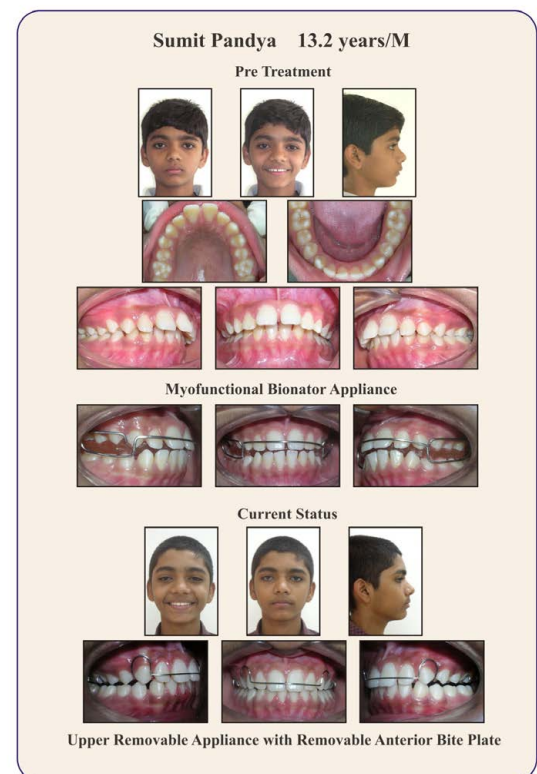 Sumit Pandya 13.2 years/M
Pre Treatment
Myofunctional Bionator Appliance
Current Status
Upper Removable Appliance with Removable Anterior Bite Plate